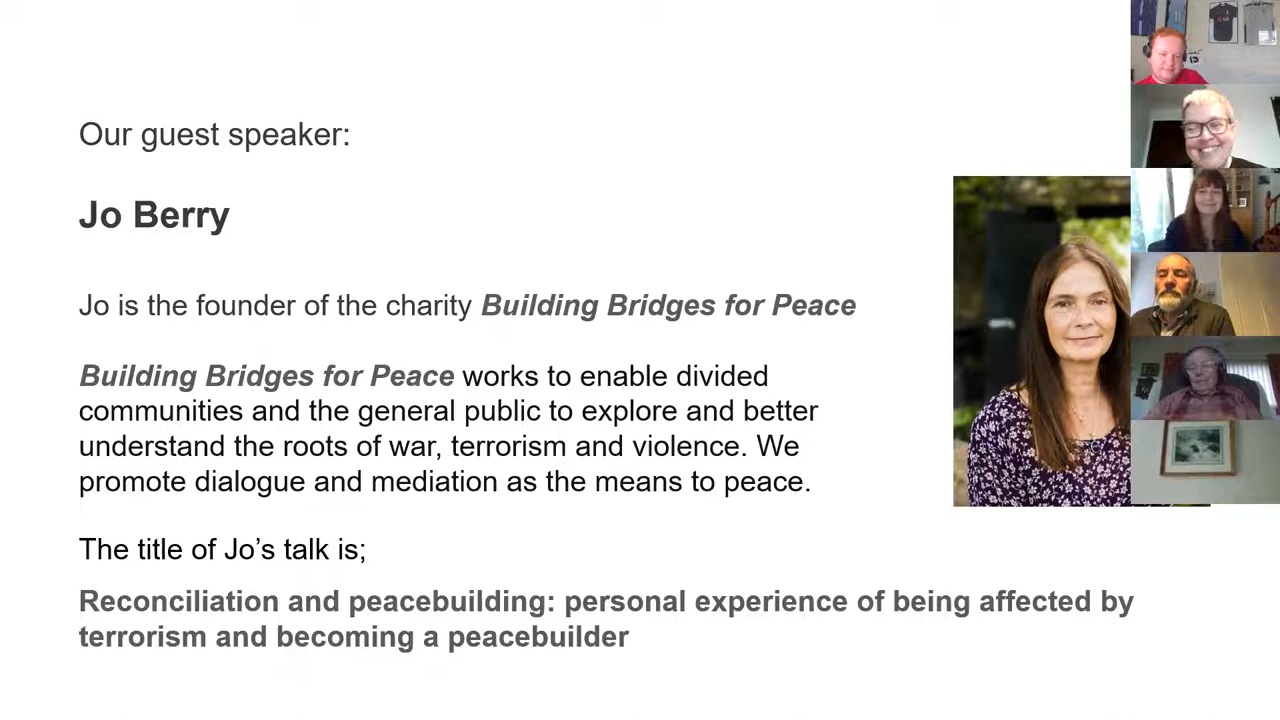 Our guest speaker:
Jo Berry
Jo is the founder of the charity Building Bridges for Peace
Building Bridges for Peace works to enable divided
communities and the general public to explore and better
understand the roots of war, terrorism and violence. We
promote dialogue and mediation as the means to peace.
The title of Jo’s talk is;
Reconciliation and peacebuilding: personal experience of being affected by
terrorism and becoming a peacebuilder